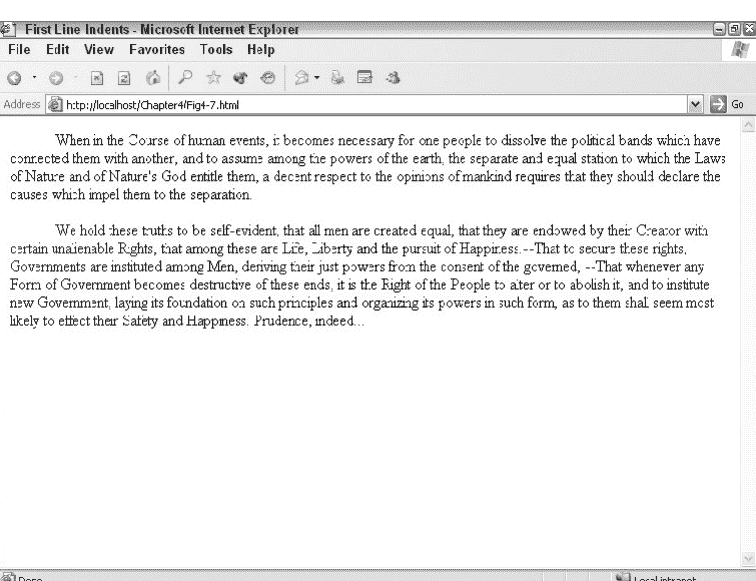 First Line Indents - Microsoft Internet Explorer
File Edit View Favorites Tools Help
Address http://localhost/Chapter4/Fig4-7.html Go
When in the Course of human events, it becomes necessary for one people to dissolve the political bands which have
connected them with another, and to assume among the powers of the earth, the separate and equal station to which the Laws
of Nature and of Nature's God entitle them, a decent respect to the opinions of mankind requires that they should declare the
causes which impel them to the separation.
We hold these truths to be self-evident, that all men are created equal, that they are endowed by their Creator with
certain unalienable Rights, that among these are Life, Liberty and the pursuit of Happiness.--That to secure these rights,
Governments are instituted among Men, deriving their just powers from the consent of the governed, --That whenever any
Form of Government becomes destructive of these ends, it is the Right of the People to alter or to abolish it, and to institute
new Government, laying its foundation on such principles and organizing its powers in such form, as to them shall seem most
likely to effect their Safety and Happiness. Prudence, indeed...
Done Local intranet